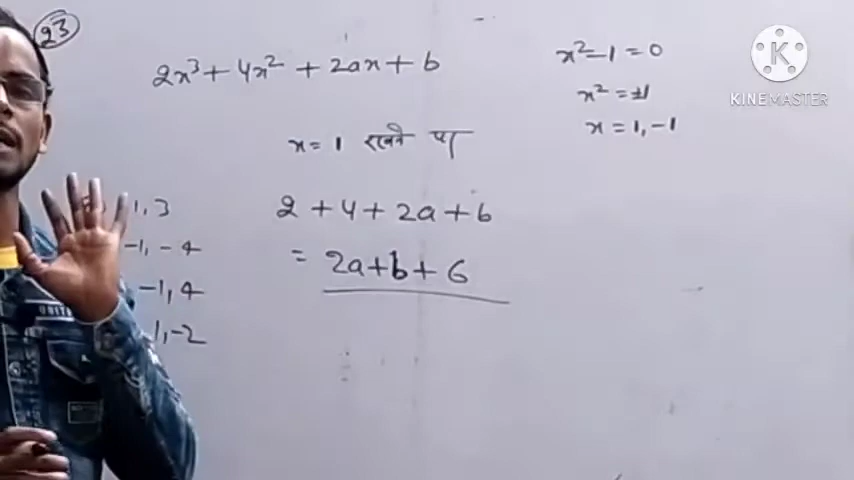 23
2x³ + 4x² + 2ax + b
x² - 1 = 0
x² = ±1
x = 1, -1
x = 1 रखने पर
2 + 4 + 2a + b
= 2a + b + 6
1, 3
-1, -4
-1, 4
1, -2
KINEMASTER